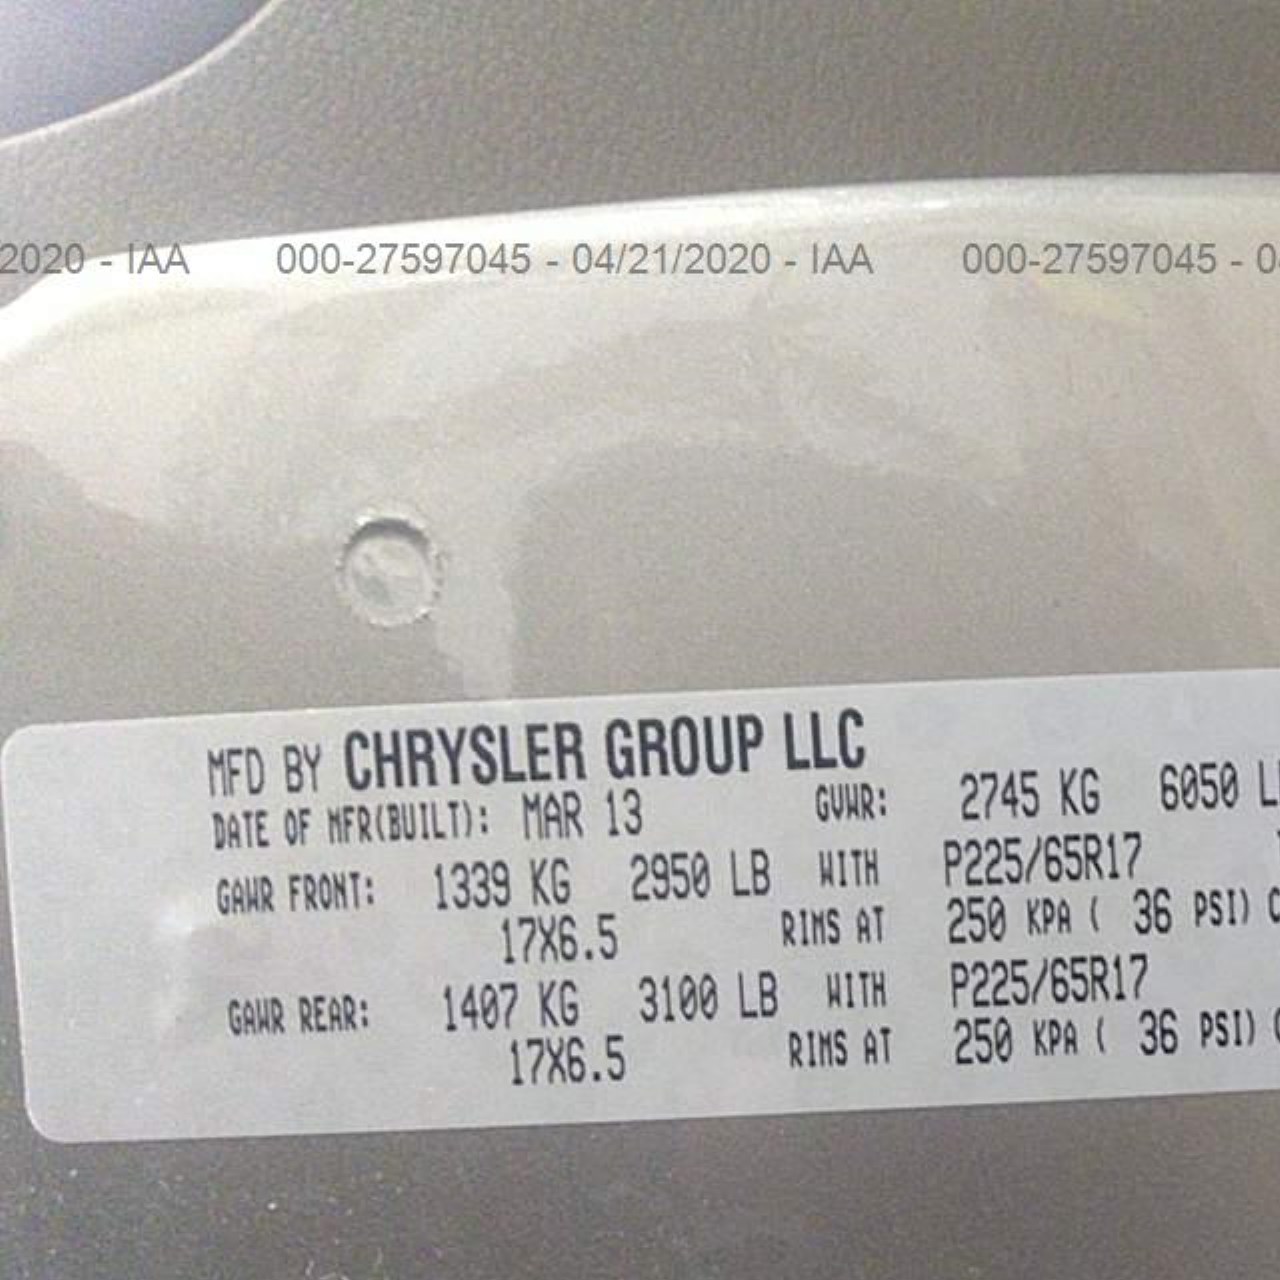 2020 - IAA 000-27597045 - 04/21/2020 - IAA 000-27597045 - 0
MFD BY CHRYSLER GROUP LLC
DATE OF MFR(BUILT): MAR 13 GVWR: 2745 KG 6050 L
GAWR FRONT: 1339 KG 2950 LB WITH P225/65R17
17X6.5 RIMS AT 250 KPA ( 36 PSI) C
GAWR REAR: 1407 KG 3100 LB WITH P225/65R17
17X6.5 RIMS AT 250 KPA ( 36 PSI) C